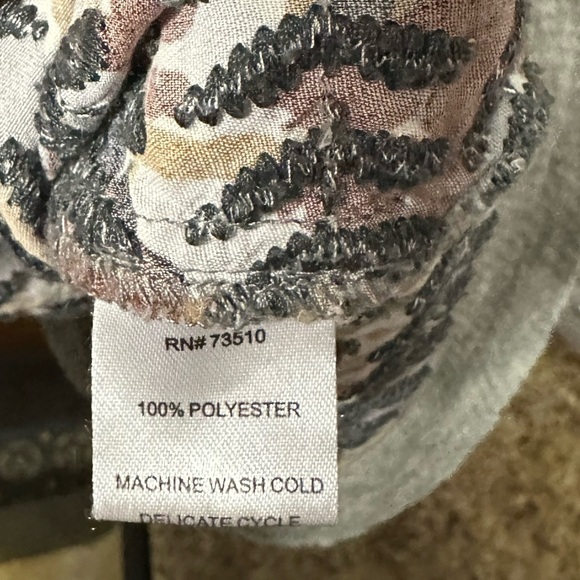 RN# 73510
100% POLYESTER
MACHINE WASH COLD
DELICATE CYCLE